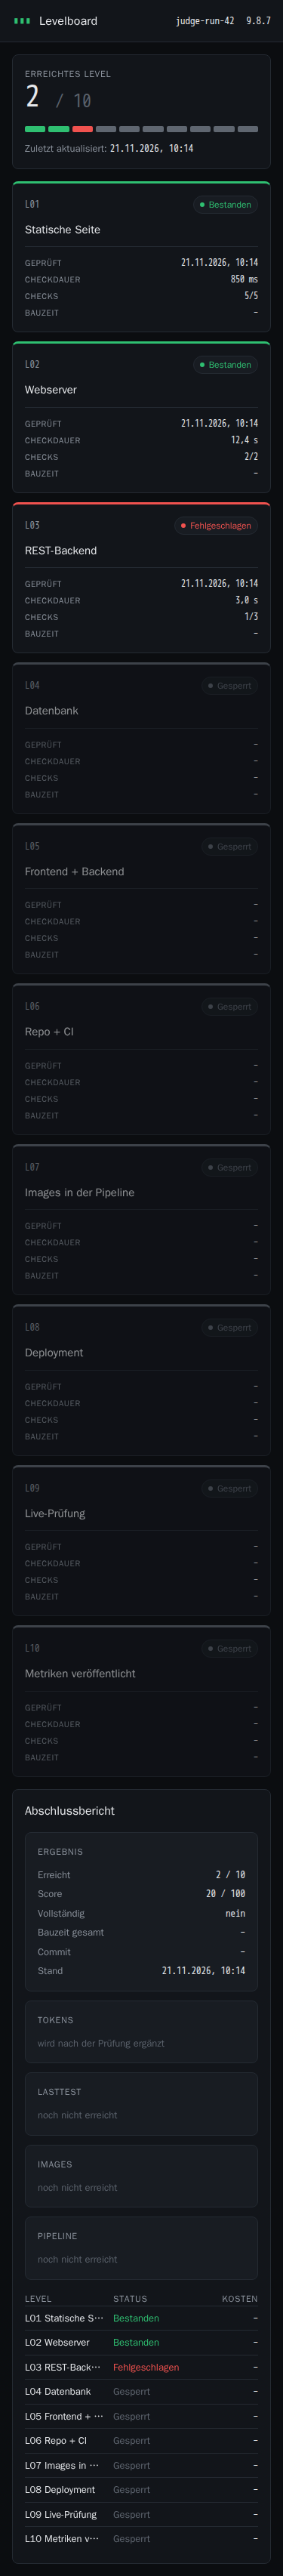 Levelboard judge-run-42 9.8.7
ERREICHTES LEVEL
2 / 10
Zuletzt aktualisiert: 21.11.2026, 10:14
L01 Bestanden
Statische Seite
GEPRÜFT 21.11.2026, 10:14
CHECKDAUER 850 ms
CHECKS 5/5
BAUZEIT –
L02 Bestanden
Webserver
GEPRÜFT 21.11.2026, 10:14
CHECKDAUER 12,4 s
CHECKS 2/2
BAUZEIT –
L03 Fehlgeschlagen
REST-Backend
GEPRÜFT 21.11.2026, 10:14
CHECKDAUER 3,0 s
CHECKS 1/3
BAUZEIT –
L04 Gesperrt
Datenbank
GEPRÜFT –
CHECKDAUER –
CHECKS –
BAUZEIT –
L05 Gesperrt
Frontend + Backend
GEPRÜFT –
CHECKDAUER –
CHECKS –
BAUZEIT –
L06 Gesperrt
Repo + CI
GEPRÜFT –
CHECKDAUER –
CHECKS –
BAUZEIT –
L07 Gesperrt
Images in der Pipeline
GEPRÜFT –
CHECKDAUER –
CHECKS –
BAUZEIT –
L08 Gesperrt
Deployment
GEPRÜFT –
CHECKDAUER –
CHECKS –
BAUZEIT –
L09 Gesperrt
Live-Prüfung
GEPRÜFT –
CHECKDAUER –
CHECKS –
BAUZEIT –
L10 Gesperrt
Metriken veröffentlicht
GEPRÜFT –
CHECKDAUER –
CHECKS –
BAUZEIT –
Abschlussbericht
ERGEBNIS
Erreicht 2 / 10
Score 20 / 100
Vollständig nein
Bauzeit gesamt –
Commit –
Stand 21.11.2026, 10:14
TOKENS
wird nach der Prüfung ergänzt
LASTTEST
noch nicht erreicht
IMAGES
noch nicht erreicht
PIPELINE
noch nicht erreicht
LEVEL STATUS KOSTEN
L01 Statische S… Bestanden –
L02 Webserver Bestanden –
L03 REST-Back… Fehlgeschlagen –
L04 Datenbank Gesperrt –
L05 Frontend + … Gesperrt –
L06 Repo + CI Gesperrt –
L07 Images in … Gesperrt –
L08 Deployment Gesperrt –
L09 Live-Prüfung Gesperrt –
L10 Metriken v… Gesperrt –